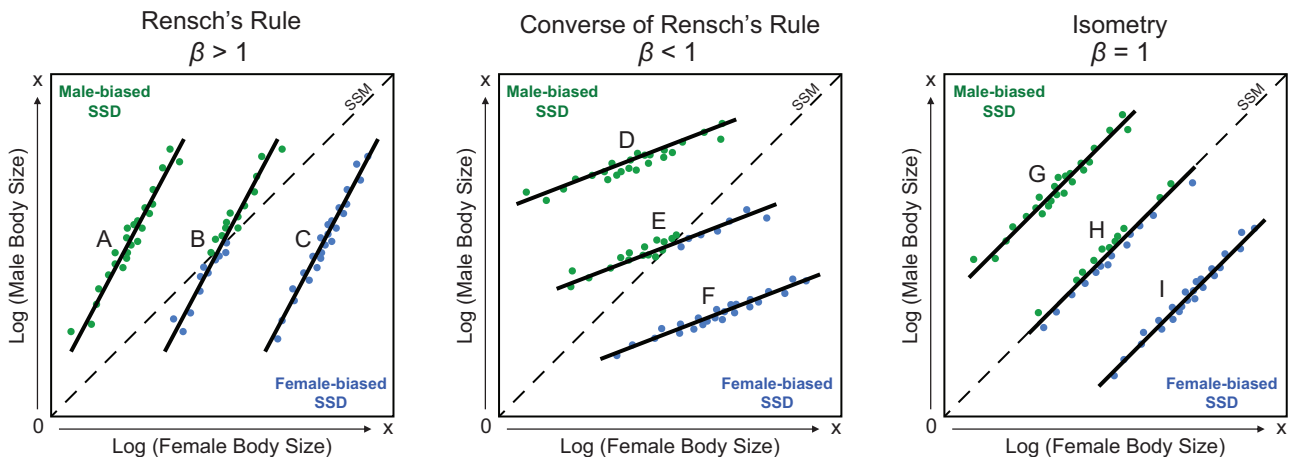 Rensch’s Rule
β > 1
x
Male-biased
SSD
SSM
A
B
C
Log (Male Body Size)
Female-biased
SSD
0
x
Log (Female Body Size)
Converse of Rensch’s Rule
β < 1
x
Male-biased
SSD
SSM
D
E
F
Log (Male Body Size)
Female-biased
SSD
0
x
Log (Female Body Size)
Isometry
β = 1
x
Male-biased
SSD
SSM
G
H
I
Log (Male Body Size)
Female-biased
SSD
0
x
Log (Female Body Size)